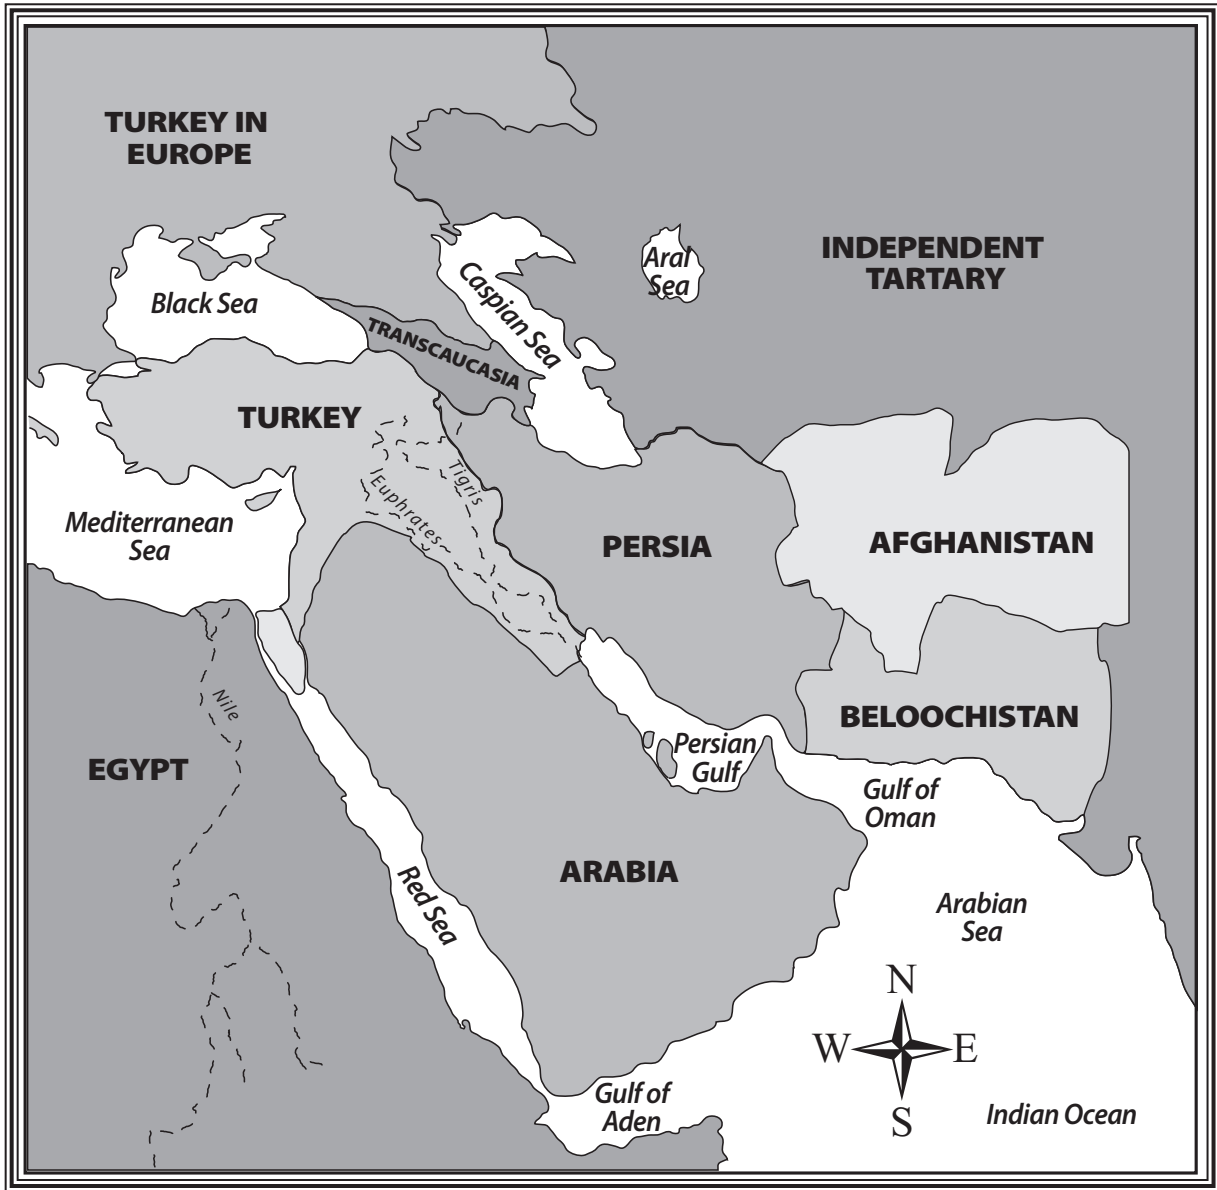 TURKEY IN
EUROPE
INDEPENDENT
TARTARY
Aral
Sea
Black Sea
Caspian Sea
TRANSCAUCASIA
TURKEY
Tigris
Euphrates
Mediterranean
Sea
PERSIA
AFGHANISTAN
Nile
BELOOCHISTAN
Persian
Gulf
EGYPT
Gulf of
Oman
ARABIA
Red Sea
Arabian
Sea
N
W
E
S
Gulf of
Aden
Indian Ocean